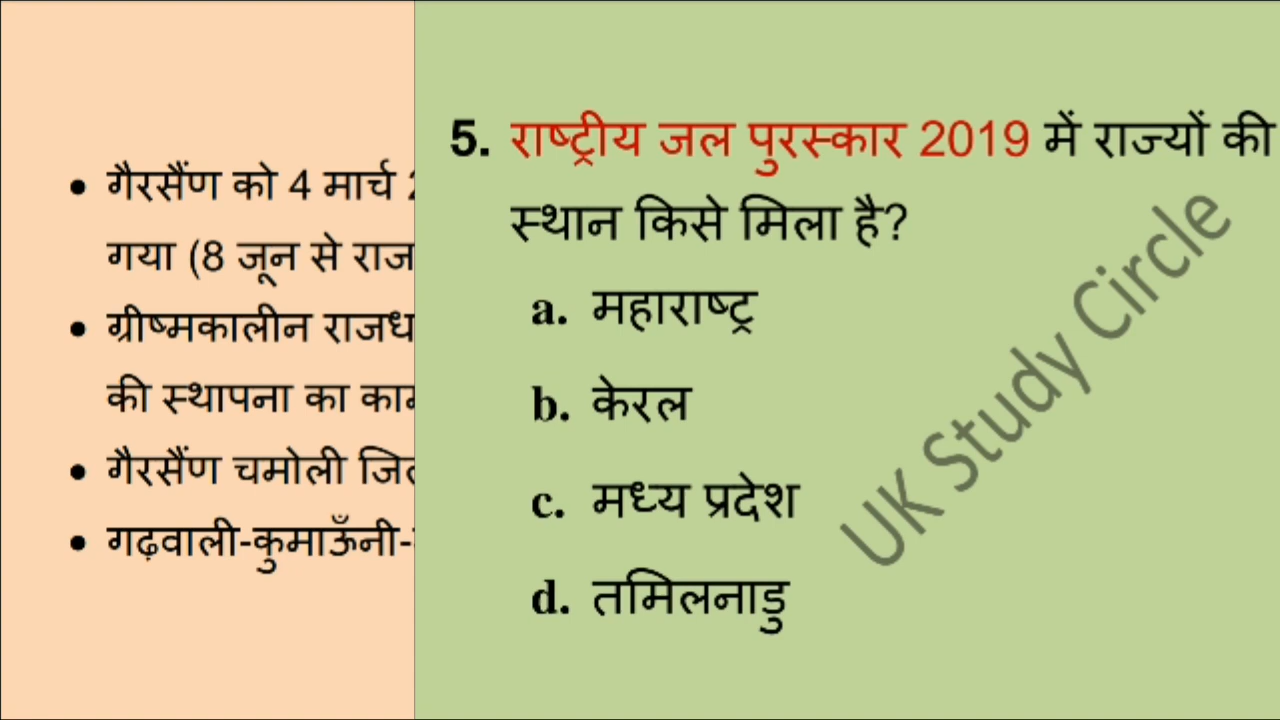 • गैरसैंण को 4 मार्च
गया (8 जून से राज
• ग्रीष्मकालीन राजध
की स्थापना का काम
• गैरसैंण चमोली जिल
• गढ़वाली-कुमाऊँनी-
5. राष्ट्रीय जल पुरस्कार 2019 में राज्यों की
स्थान किसे मिला है?
a. महाराष्ट्र
b. केरल
c. मध्य प्रदेश
d. तमिलनाडु
UK Study Circle